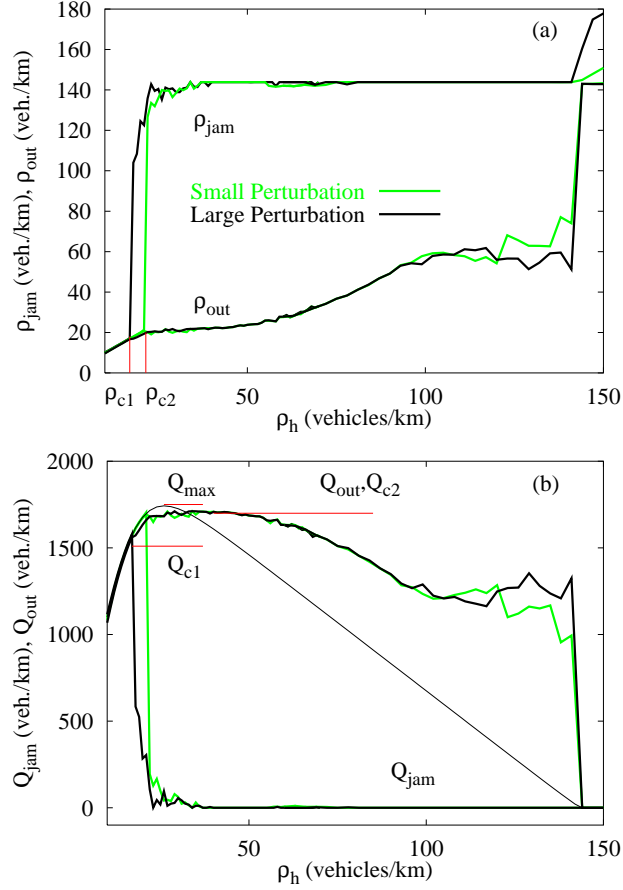 180
160
140
120
100
80
60
40
20
0
ρjam (veh./km), ρout (veh./km)
(a)
ρjam
Small Perturbation
Large Perturbation
ρout
ρc1 ρc2 50 100 150
ρh (vehicles/km)
2000
1500
1000
500
0
Qjam (veh./km), Qout (veh./km)
(b)
Qmax
Qout,Qc2
Qc1
Qjam
50 100 150
ρh (vehicles/km)